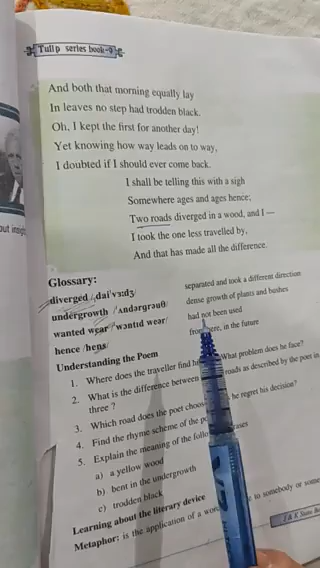 Tulip series book-9
And both that morning equally lay
In leaves no step had trodden black.
Oh, I kept the first for another day!
Yet knowing how way leads on to way,
I doubted if I should ever come back.
I shall be telling this with a sigh
Somewhere ages and ages hence;
Two roads diverged in a wood, and I —
I took the one less travelled by,
And that has made all the difference.
Glossary:
diverged /daɪˈvɜːdʒ/ separated and took a different direction
undergrowth /ˈʌndəɡrəʊθ/ dense growth of plants and bushes
wanted wear /ˈwɒntɪd weər/ had not been used
hence /hens/ here, in the future
Understanding the Poem
1. Where does the traveller find What problem does he face?
2. What is the difference between roads as described by the poet in
three ?
3. Which road does the poet he regret his decision?
4. Find the rhyme scheme of the
5. Explain the meaning of the
a) a yellow wood
b) bent in the undergrowth
c) trodden black
Learning about the literary device
Metaphor: is the application of a to somebody or
J & K State